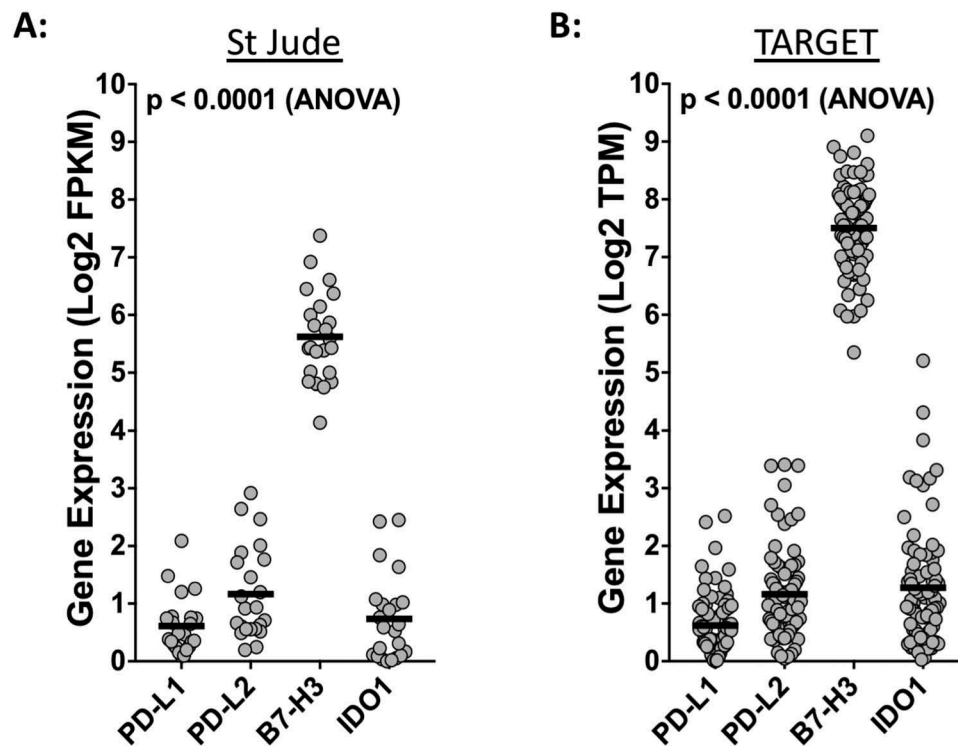 A:
St Jude
p < 0.0001 (ANOVA)
Gene Expression (Log2 FPKM)
10
9
8
7
6
5
4
3
2
1
0
PD-L1
PD-L2
B7-H3
IDO1
B:
TARGET
p < 0.0001 (ANOVA)
Gene Expression (Log2 TPM)
10
9
8
7
6
5
4
3
2
1
0
PD-L1
PD-L2
B7-H3
IDO1